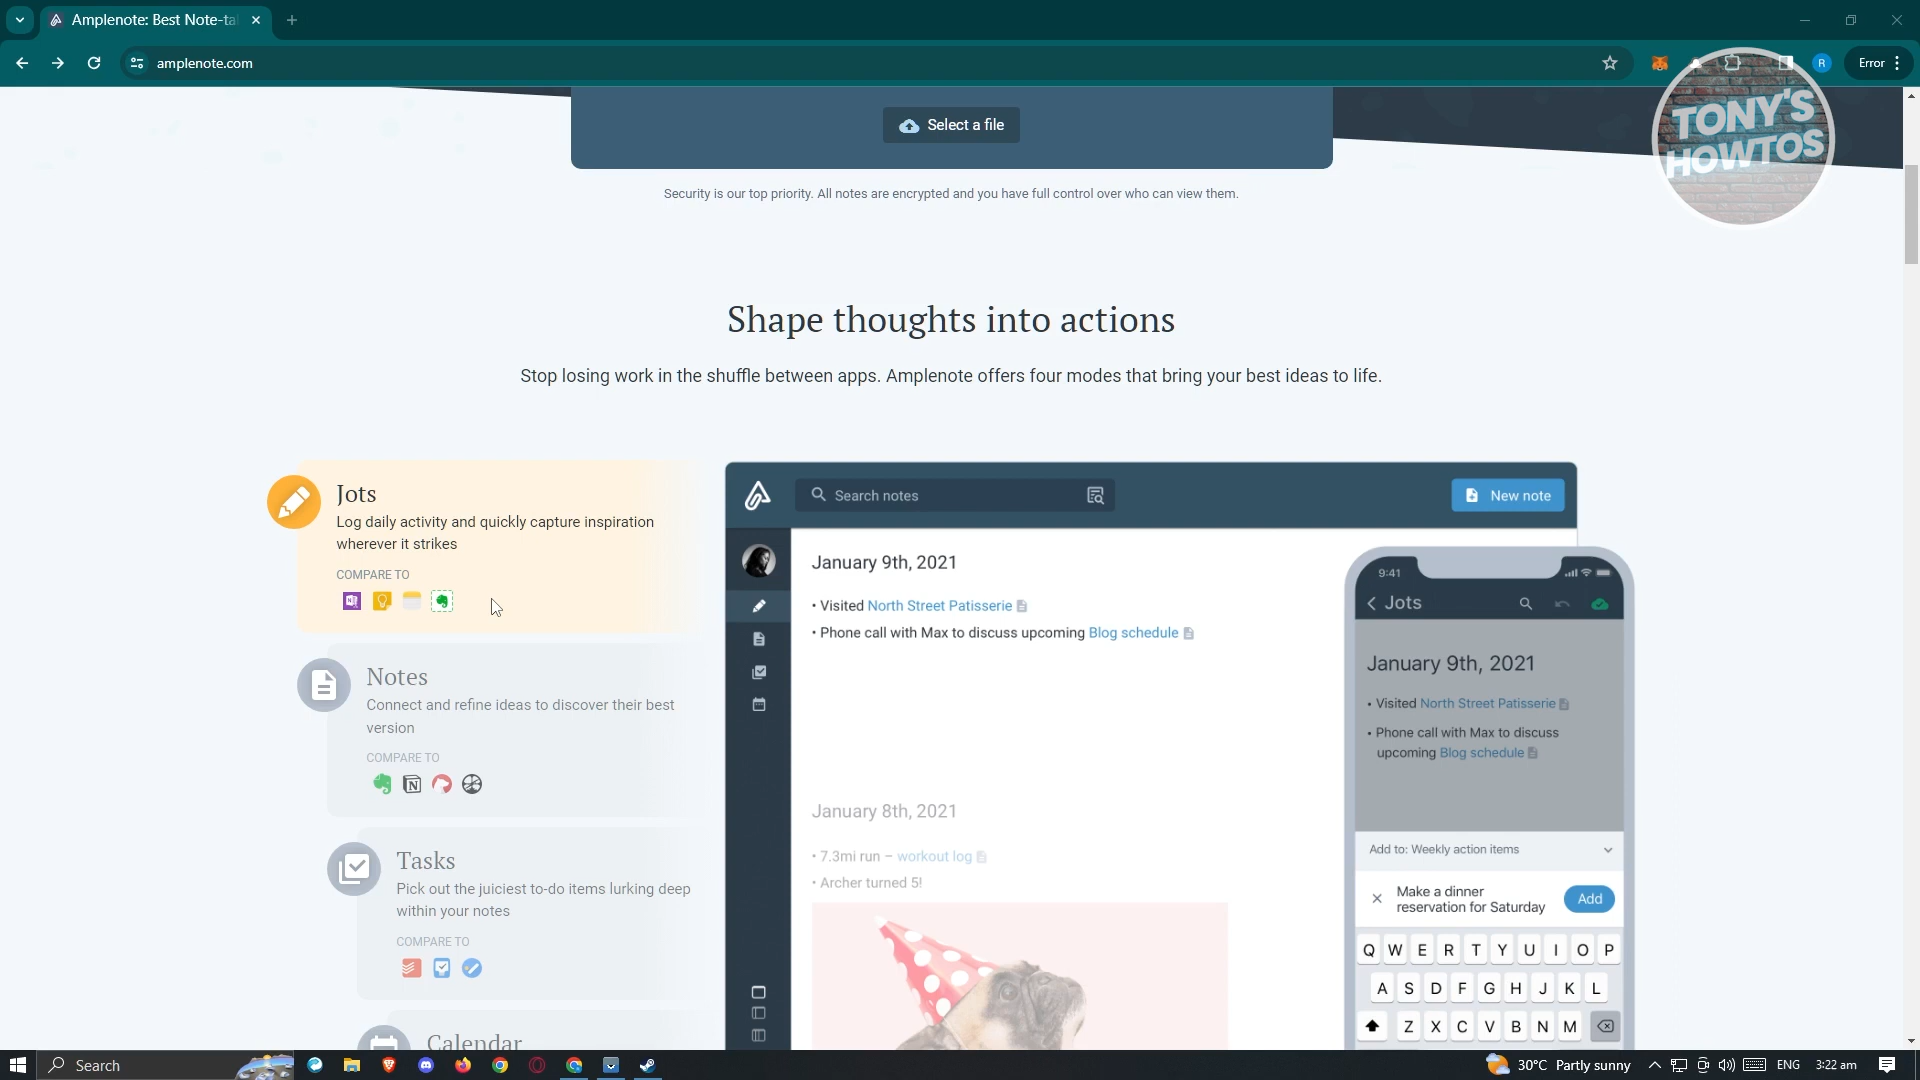 Amplenote: Best Note-ta
amplenote.com
R
Error
TONY'S
HOWTOS
Select a file
Security is our top priority. All notes are encrypted and you have full control over who can view them.
Shape thoughts into actions
Stop losing work in the shuffle between apps. Amplenote offers four modes that bring your best ideas to life.
Jots
Log daily activity and quickly capture inspiration
wherever it strikes
COMPARE TO
Notes
Connect and refine ideas to discover their best
version
COMPARE TO
Tasks
Pick out the juiciest to-do items lurking deep
within your notes
COMPARE TO
Calendar
Search notes
New note
January 9th, 2021
• Visited North Street Patisserie
• Phone call with Max to discuss upcoming Blog schedule
January 8th, 2021
• 7.3mi run – workout log
• Archer turned 5!
9:41
Jots
January 9th, 2021
• Visited North Street Patisserie
• Phone call with Max to discuss
upcoming Blog schedule
Add to: Weekly action items
Make a dinner
reservation for Saturday
Add
Q W E R T Y U I O P
A S D F G H J K L
Z X C V B N M
Search
30°C Partly sunny
ENG
3:22 am